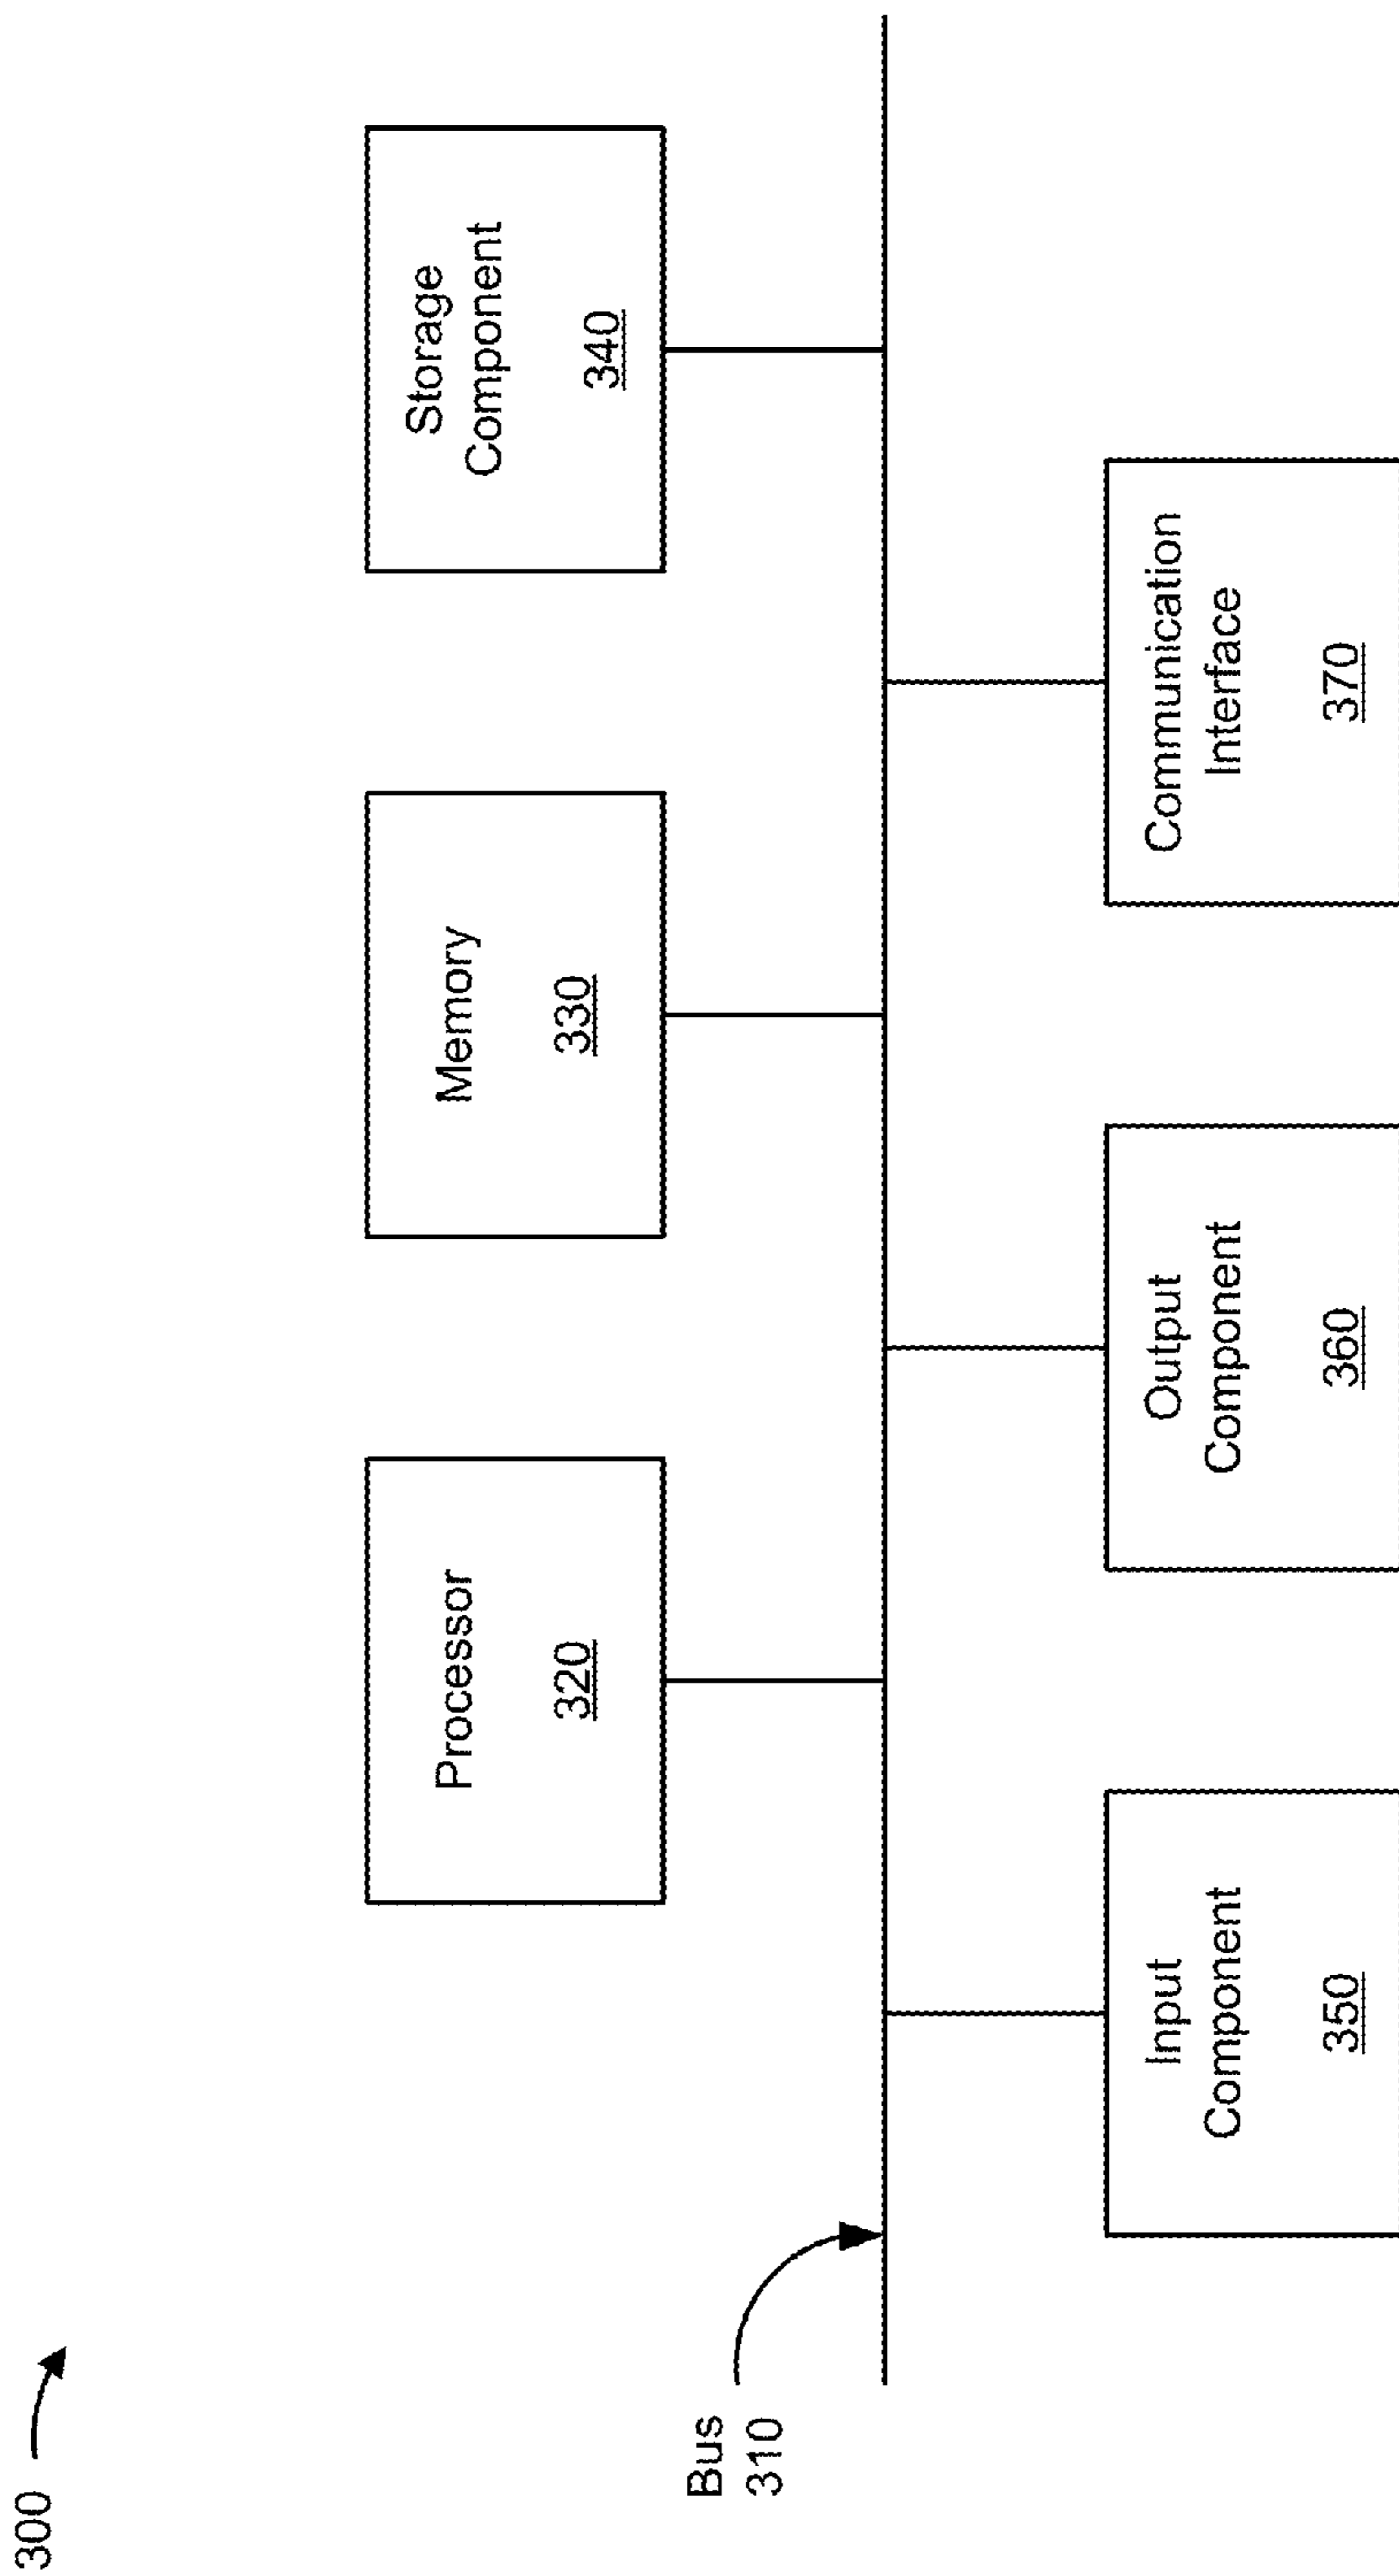 300
Processor
320
Memory
330
Storage
Component
340
Bus
310
Input
Component
350
Output
Component
360
Communication
Interface
370